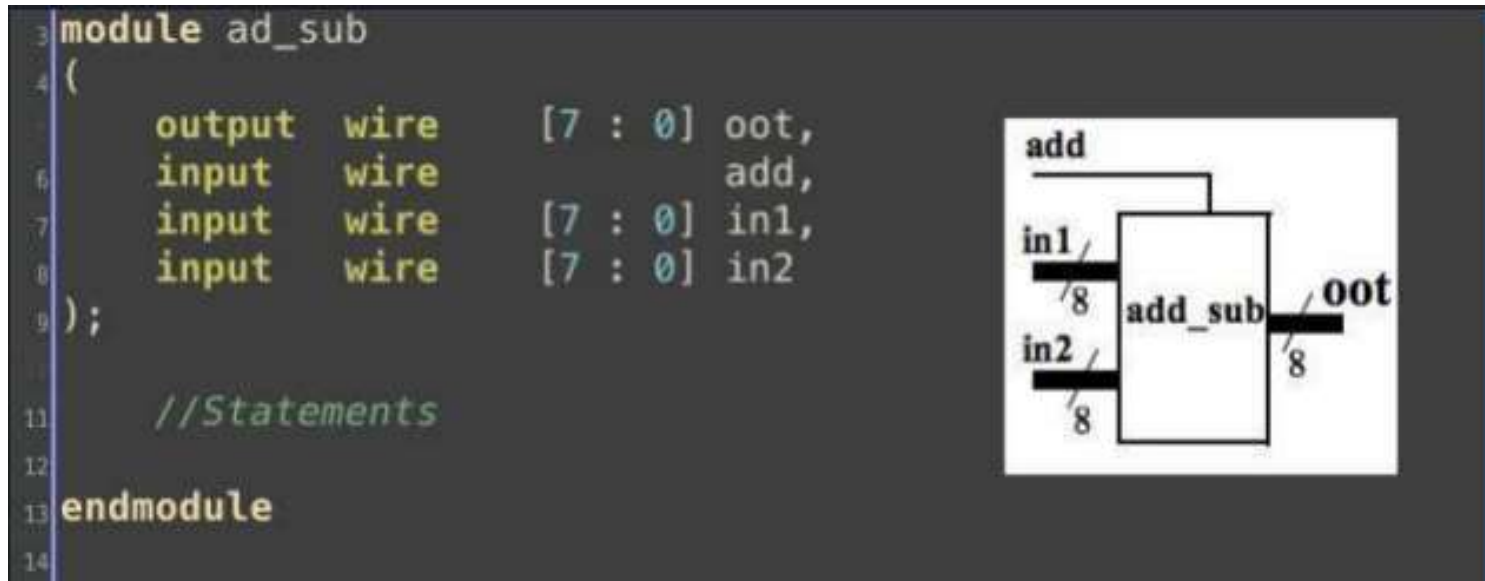 3 module ad_sub
4 (
output wire [7 : 0] oot,
6 input wire add,
7 input wire [7 : 0] in1,
8 input wire [7 : 0] in2
9 );
11 //Statements
12
13 endmodule
14
add
in1
8
add_sub
oot
8
in2
8